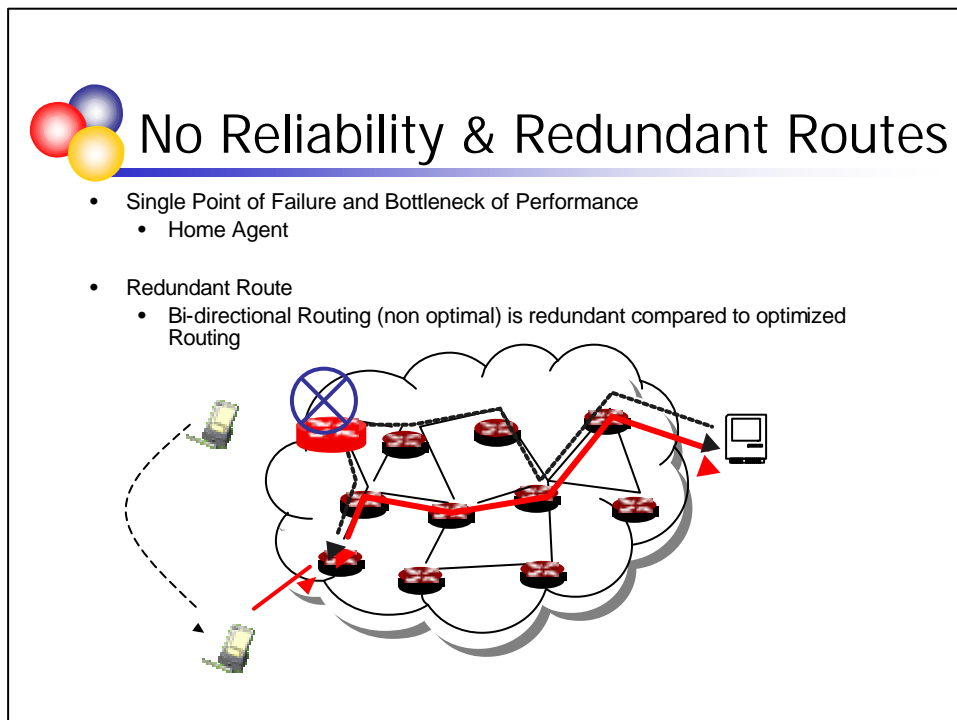 No Reliability & Redundant Routes
• Single Point of Failure and Bottleneck of Performance
• Home Agent
• Redundant Route
• Bi-directional Routing (non optimal) is redundant compared to optimized
Routing